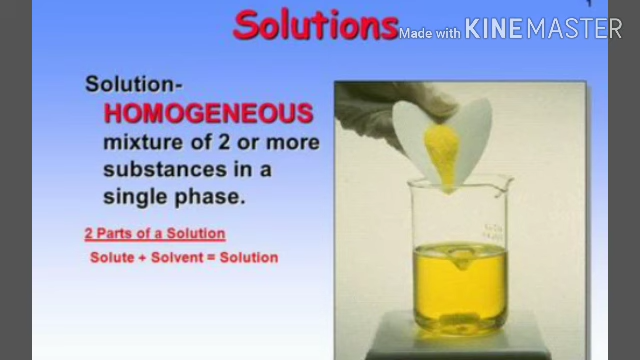 Solutions
Made with KINEMASTER
Solution-
HOMOGENEOUS
mixture of 2 or more
substances in a
single phase.
2 Parts of a Solution
Solute + Solvent = Solution